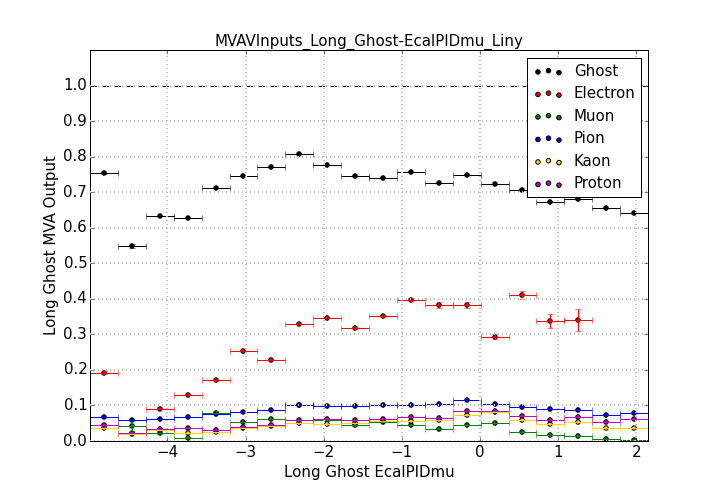 MVAVInputs_Long_Ghost-EcalPIDmu_Liny
Ghost
Electron
Muon
Pion
Kaon
Proton
1.0
0.9
0.8
0.7
0.6
0.5
0.4
0.3
0.2
0.1
0.0
Long Ghost MVA Output
−4 −3 −2 −1 0 1 2
Long Ghost EcalPIDmu